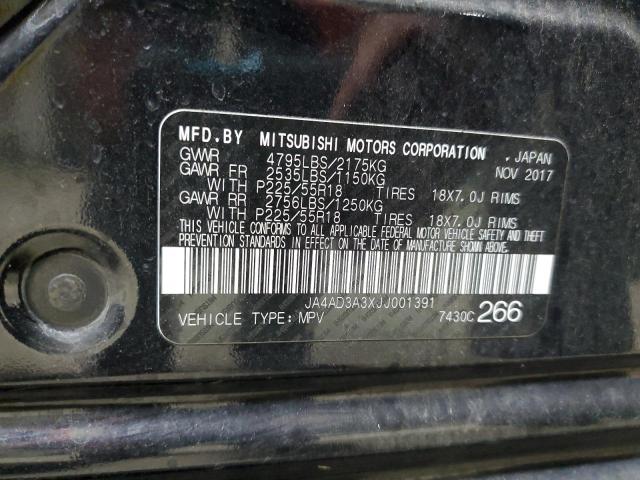 MFD.BY MITSUBISHI MOTORS CORPORATION , JAPAN
GVWR 4795LBS/2175KG NOV 2017
GAWR FR 2535LBS/1150KG
WITH P225/55R18 TIRES 18X7.0J RIMS
GAWR RR 2756LBS/1250KG
WITH P225/55R18 TIRES 18X7.0J RIMS
THIS VEHICLE CONFORMS TO ALL APPLICABLE FEDERAL MOTOR VEHICLE SAFETY AND THEFT
PREVENTION STANDARDS IN EFFECT ON THE DATE OF MANUFACTURE SHOWN ABOVE.
JA4AD3A3XJJ001391
VEHICLE TYPE: MPV 7430C 266